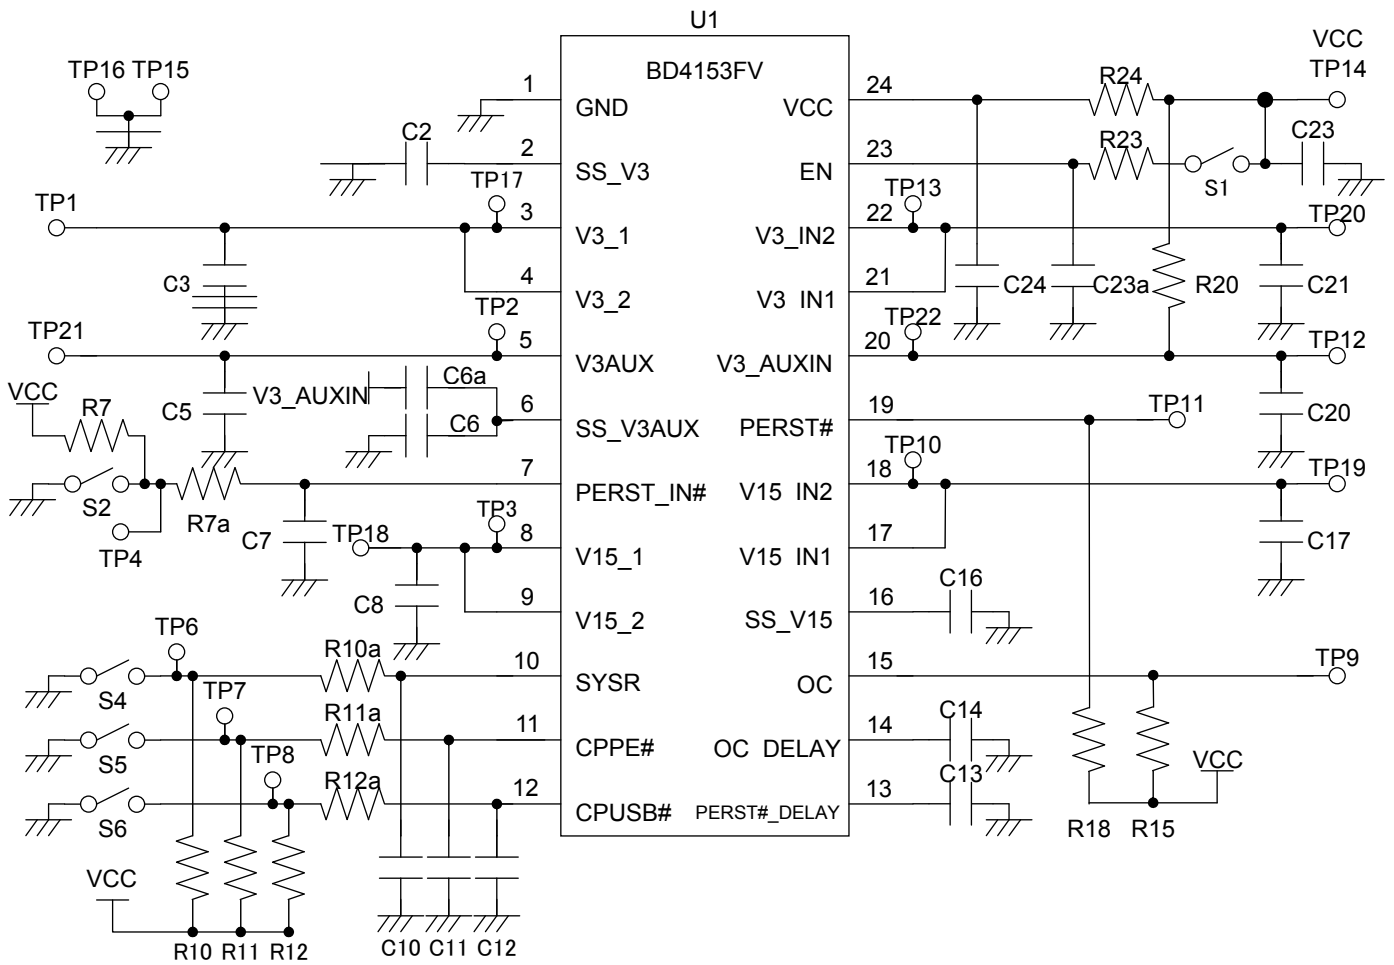 U1
BD4153FV
VCC
TP14
TP16 TP15
1 GND
24 VCC
R24
C2
2 SS_V3
23 EN
R23
S1
C23
TP17
TP13
TP1
3 V3_1
22 V3_IN2
TP20
C3
4 V3_2
21 V3 IN1
C24
C23a
R20
C21
TP21
TP2
5 V3AUX
TP22
20 V3_AUXIN
TP12
VCC
R7
C5
V3_AUXIN
C6a
C6
6 SS_V3AUX
19 PERST#
TP11
C20
TP10
S2
R7a
TP4
C7
7 PERST_IN#
18 V15 IN2
TP19
TP18
TP3
8 V15_1
17 V15 IN1
C17
C8
9 V15_2
16 SS_V15
C16
TP6
S4
R10a
10 SYSR
15 OC
TP9
TP7
S5
R11a
11 CPPE#
14 OC DELAY
C14
TP8
S6
R12a
12 CPUSB#
13 PERST#_DELAY
C13
VCC
R18 R15
VCC
R10 R11 R12
C10 C11 C12